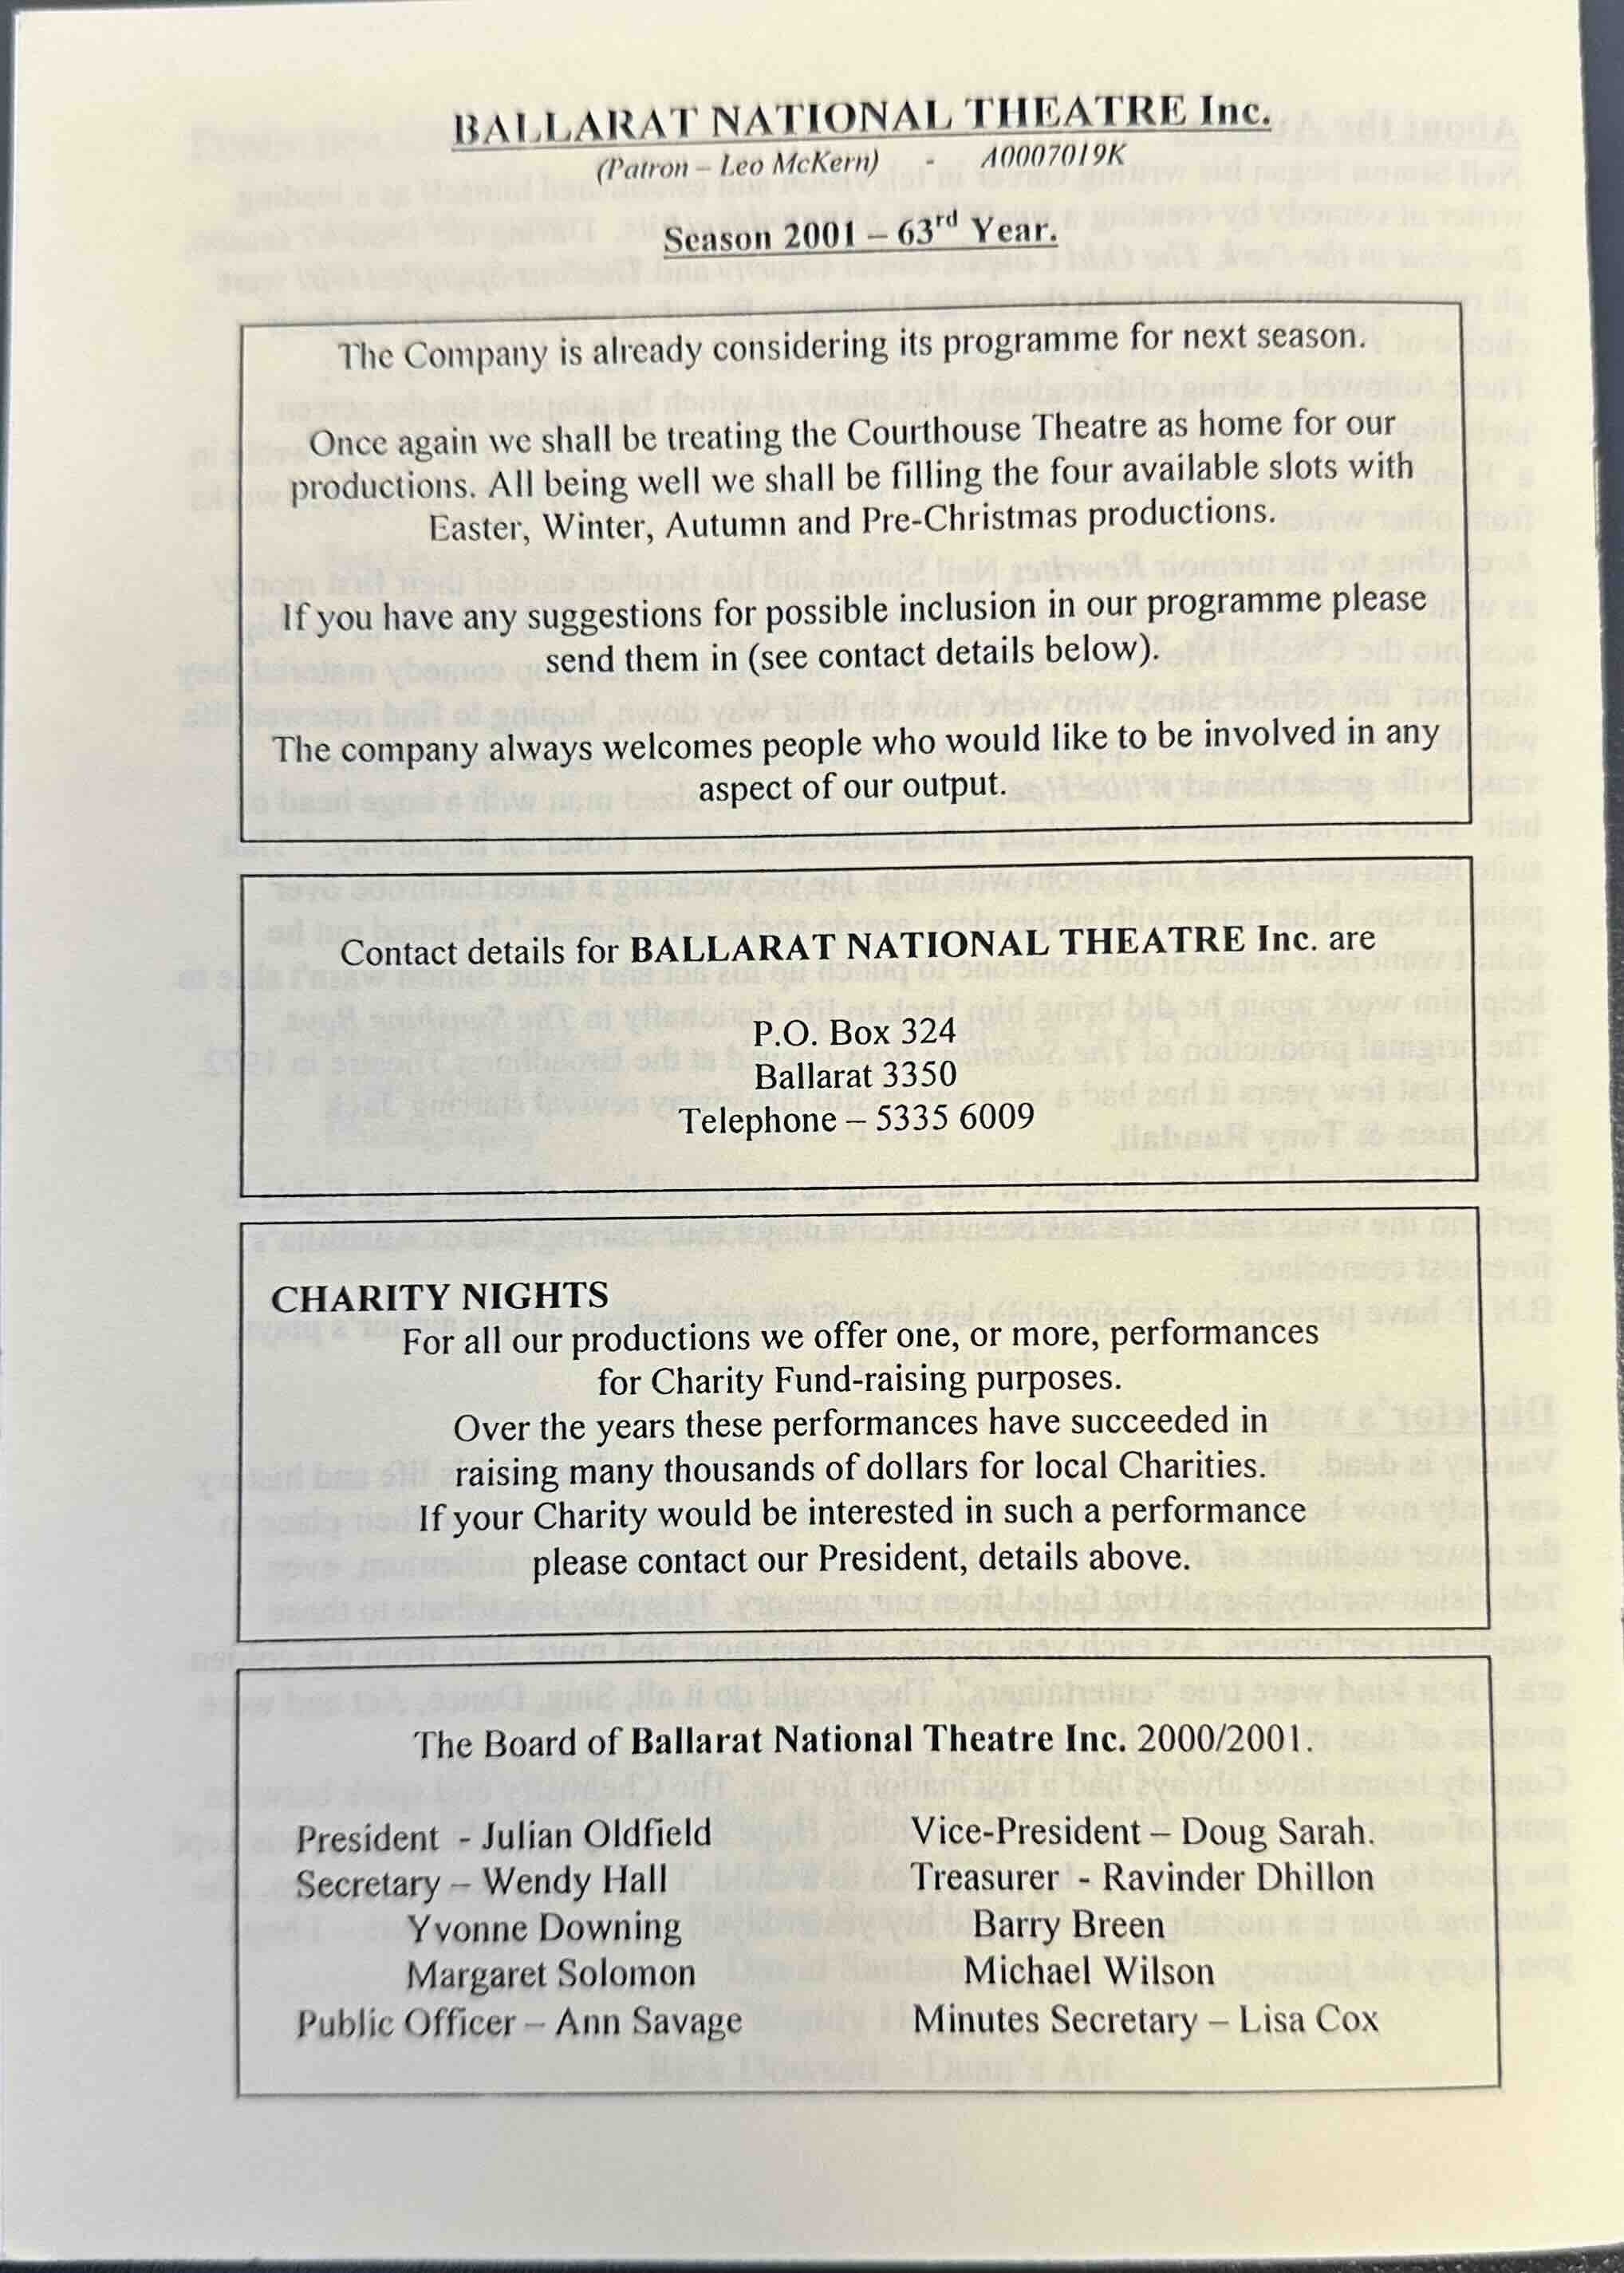 BALLARAT NATIONAL THEATRE Inc.
(Patron – Leo McKern) - A0007019K
Season 2001 – 63rd Year.
The Company is already considering its programme for next season.
Once again we shall be treating the Courthouse Theatre as home for our
productions. All being well we shall be filling the four available slots with
Easter, Winter, Autumn and Pre-Christmas productions.
If you have any suggestions for possible inclusion in our programme please
send them in (see contact details below).
The company always welcomes people who would like to be involved in any
aspect of our output.
Contact details for BALLARAT NATIONAL THEATRE Inc. are
P.O. Box 324
Ballarat 3350
Telephone – 5335 6009
CHARITY NIGHTS
For all our productions we offer one, or more, performances
for Charity Fund-raising purposes.
Over the years these performances have succeeded in
raising many thousands of dollars for local Charities.
If your Charity would be interested in such a performance
please contact our President, details above.
The Board of Ballarat National Theatre Inc. 2000/2001.
President - Julian Oldfield Vice-President – Doug Sarah.
Secretary – Wendy Hall Treasurer - Ravinder Dhillon
Yvonne Downing Barry Breen
Margaret Solomon Michael Wilson
Public Officer – Ann Savage Minutes Secretary – Lisa Cox